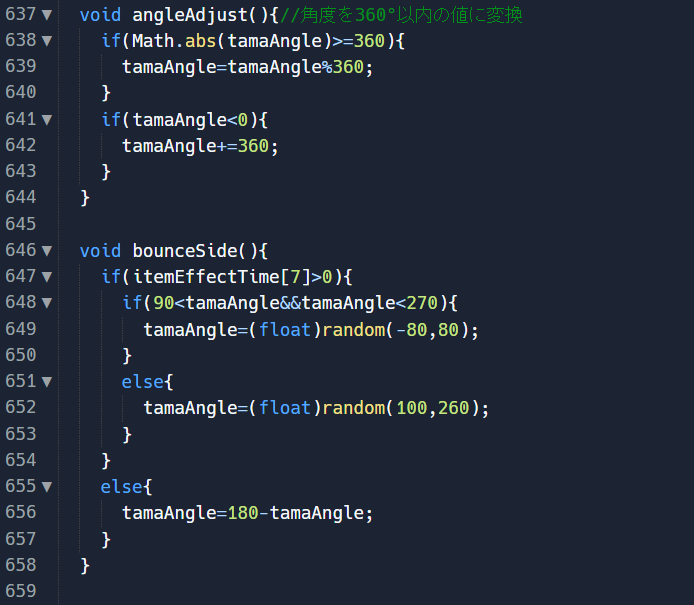 637 ▼ void angleAdjust(){//角度を360°以内の値に変換
638 ▼ if(Math.abs(tamaAngle)>=360){
639 tamaAngle=tamaAngle%360;
640 }
641 ▼ if(tamaAngle<0){
642 tamaAngle+=360;
643 }
644 }
645
646 ▼ void bounceSide(){
647 ▼ if(itemEffectTime[7]>0){
648 ▼ if(90<tamaAngle&&tamaAngle<270){
649 tamaAngle=(float)random(-80,80);
650 }
651 ▼ else{
652 tamaAngle=(float)random(100,260);
653 }
654 }
655 ▼ else{
656 tamaAngle=180-tamaAngle;
657 }
658 }
659